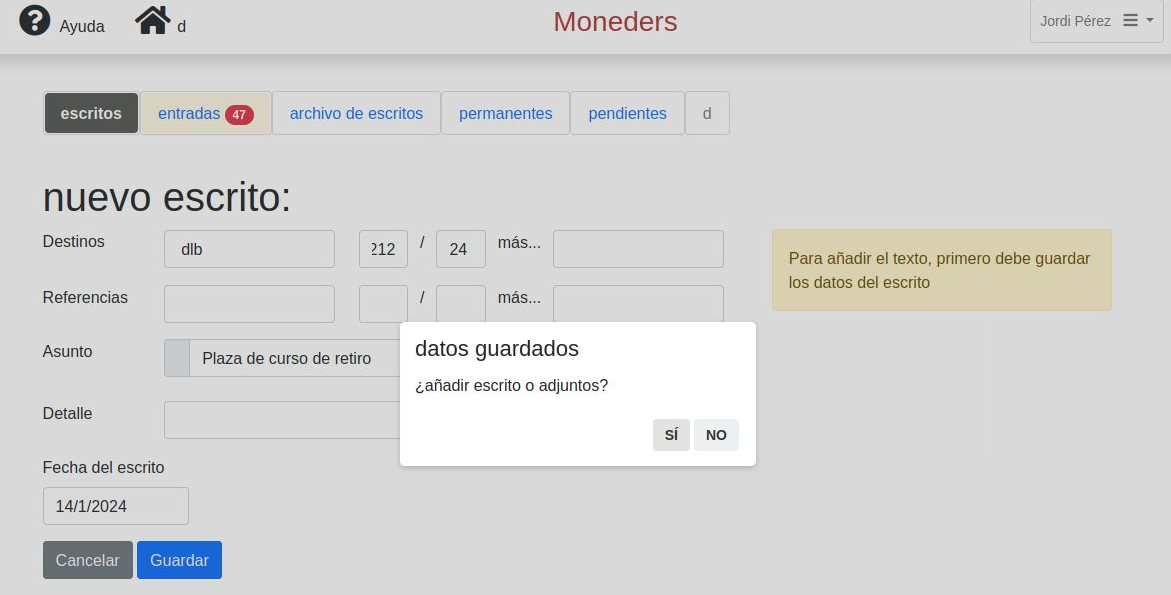 Ayuda d Moneders Jordi Pérez
escritos entradas 47 archivo de escritos permanentes pendientes d
nuevo escrito:
Destinos dlb 212 / 24 más...
Para añadir el texto, primero debe guardar
los datos del escrito
Referencias / más...
Asunto Plaza de curso de retiro
datos guardados
¿añadir escrito o adjuntos?
SÍ NO
Detalle
Fecha del escrito
14/1/2024
Cancelar Guardar